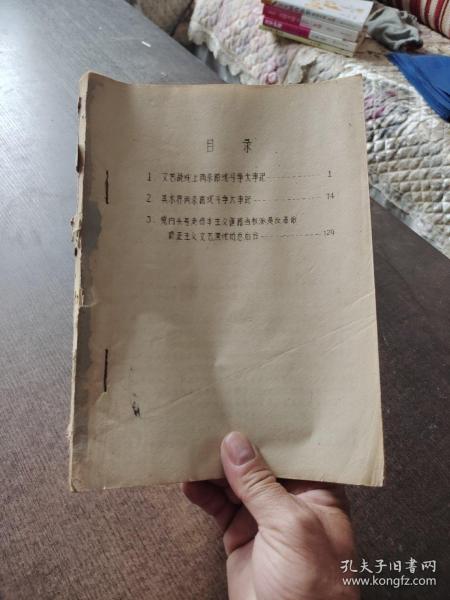 目 录
1. 文艺战线上两条路线斗争大事记 1
2. 美术界两条路线斗争大事记 74
3. 党内头号走资本主义道路当权派是反革命
修正主义文艺黑线的总后台 129
孔夫子旧书网
www.kongfz.com